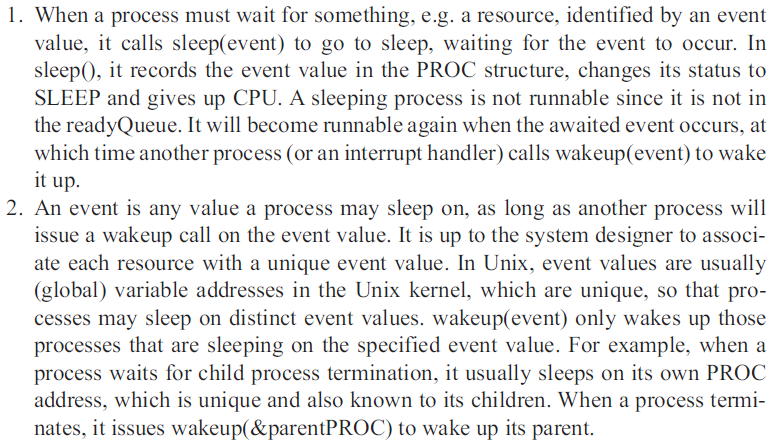 1. When a process must wait for something, e.g. a resource, identified by an event
value, it calls sleep(event) to go to sleep, waiting for the event to occur. In
sleep(), it records the event value in the PROC structure, changes its status to
SLEEP and gives up CPU. A sleeping process is not runnable since it is not in
the readyQueue. It will become runnable again when the awaited event occurs, at
which time another process (or an interrupt handler) calls wakeup(event) to wake
it up.
2. An event is any value a process may sleep on, as long as another process will
issue a wakeup call on the event value. It is up to the system designer to associ-
ate each resource with a unique event value. In Unix, event values are usually
(global) variable addresses in the Unix kernel, which are unique, so that pro-
cesses may sleep on distinct event values. wakeup(event) only wakes up those
processes that are sleeping on the specified event value. For example, when a
process waits for child process termination, it usually sleeps on its own PROC
address, which is unique and also known to its children. When a process termi-
nates, it issues wakeup(&parentPROC) to wake up its parent.